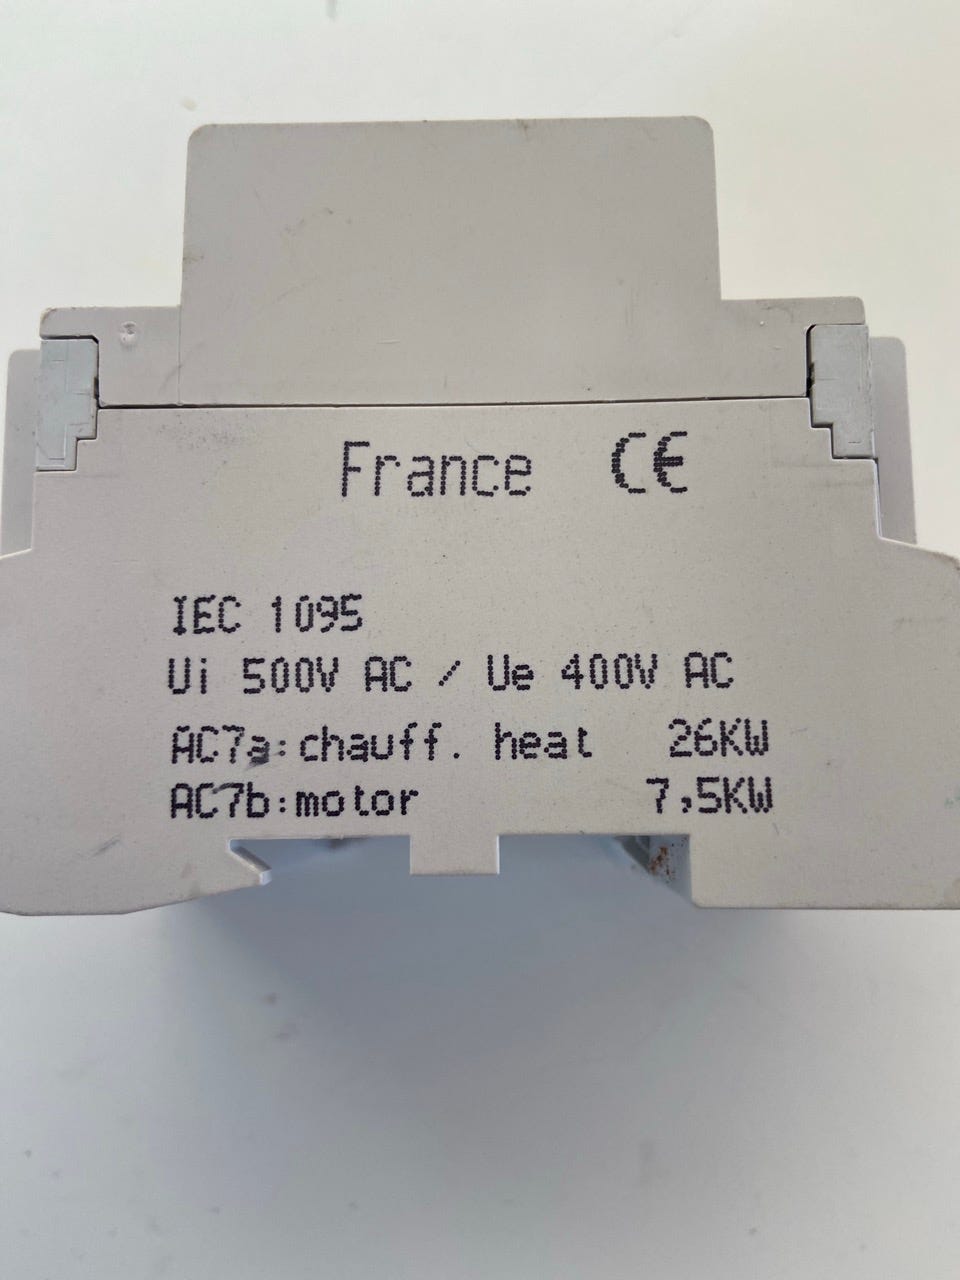 France CE
IEC 1095
Ui 500V AC / Ue 400V AC
AC7a:chauff. heat 26KW
AC7b:motor 7,5KW